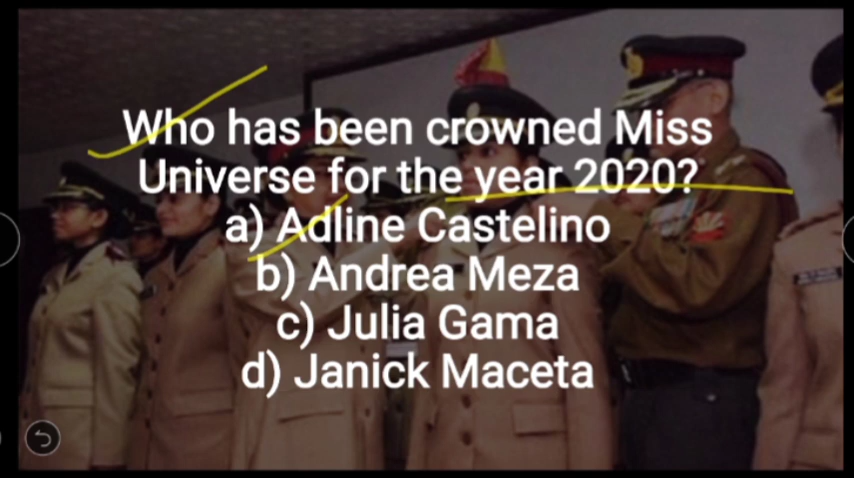 Who has been crowned Miss
Universe for the year 2020?
a) Adline Castelino
b) Andrea Meza
c) Julia Gama
d) Janick Maceta